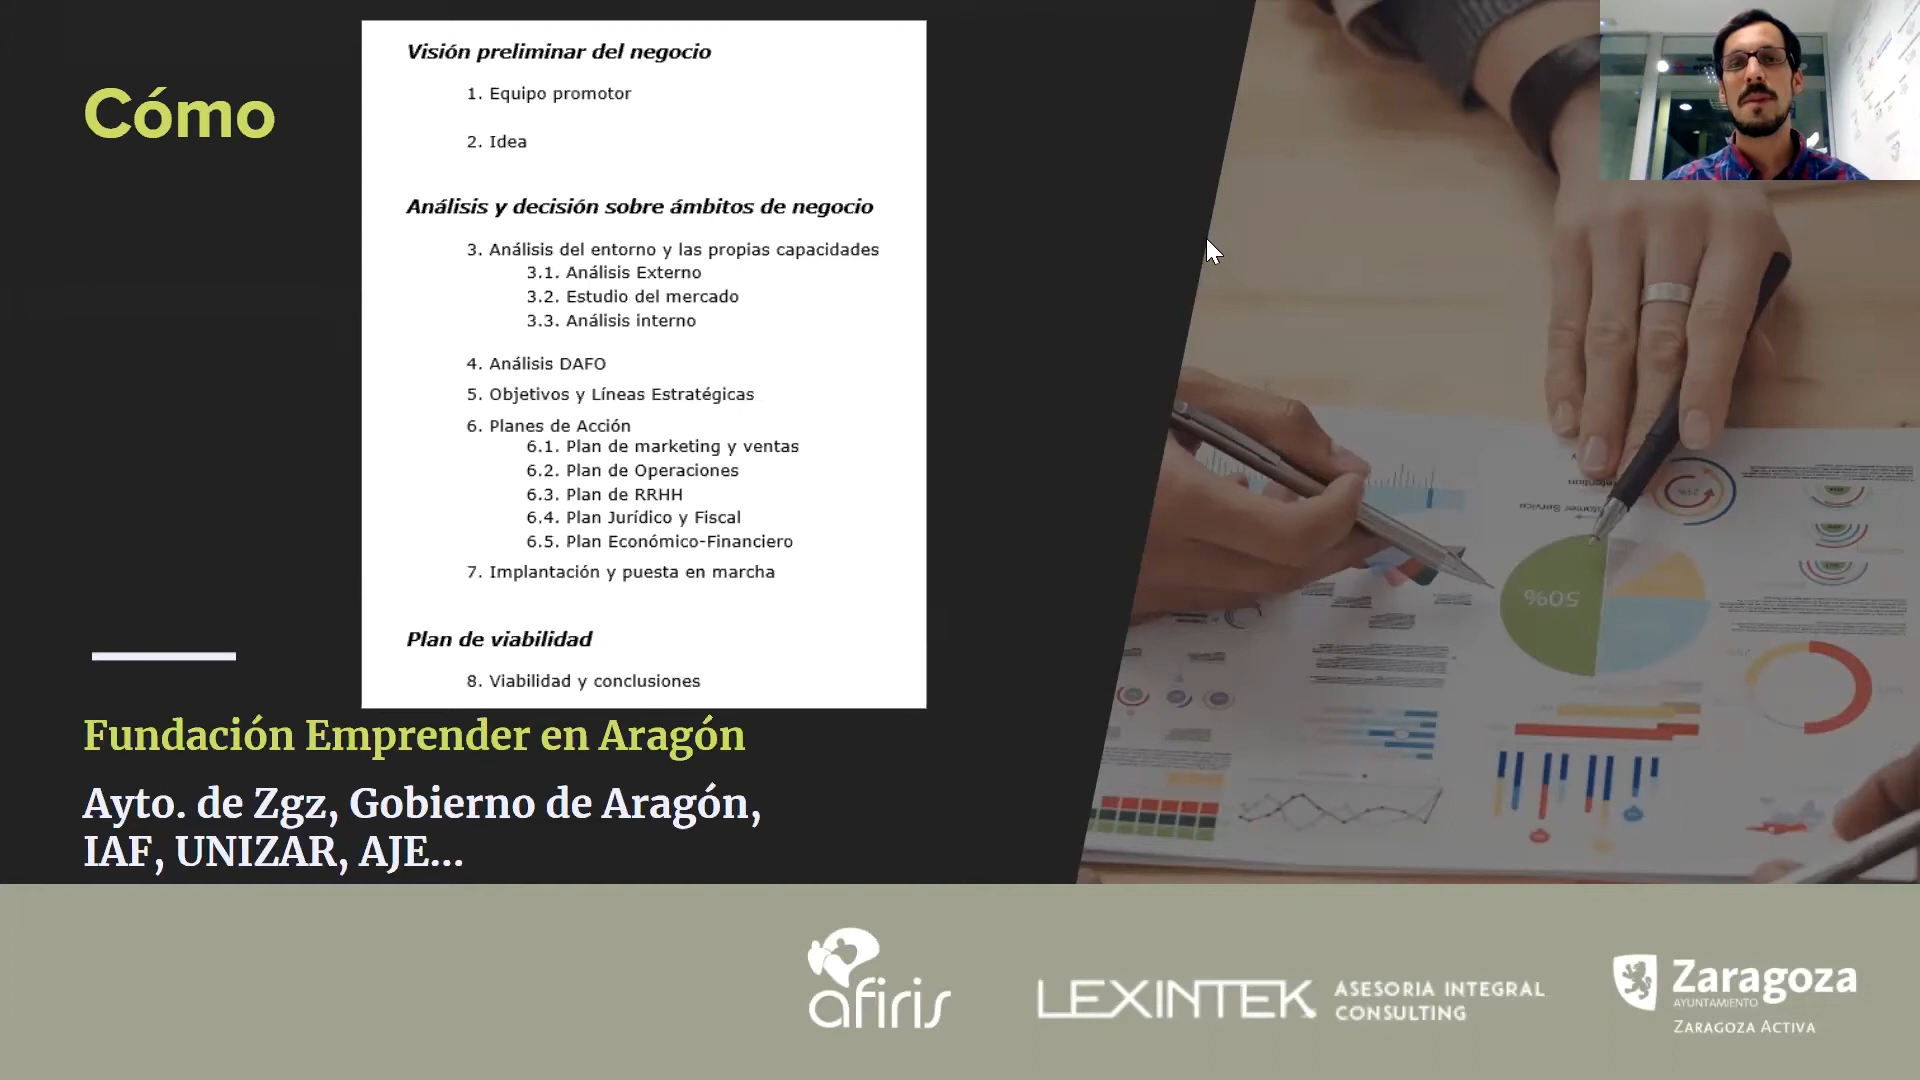 Cómo
Visión preliminar del negocio
1. Equipo promotor
2. Idea
Análisis y decisión sobre ámbitos de negocio
3. Análisis del entorno y las propias capacidades
3.1. Análisis Externo
3.2. Estudio del mercado
3.3. Análisis interno
4. Análisis DAFO
5. Objetivos y Líneas Estratégicas
6. Planes de Acción
6.1. Plan de marketing y ventas
6.2. Plan de Operaciones
6.3. Plan de RRHH
6.4. Plan Jurídico y Fiscal
6.5. Plan Económico-Financiero
7. Implantación y puesta en marcha
Plan de viabilidad
8. Viabilidad y conclusiones
Fundación Emprender en Aragón
Ayto. de Zgz, Gobierno de Aragón,
IAF, UNIZAR, AJE...
50%
afiris
LEXINTEK ASESORIA INTEGRAL
CONSULTING
Zaragoza
AYUNTAMIENTO
ZARAGOZA ACTIVA